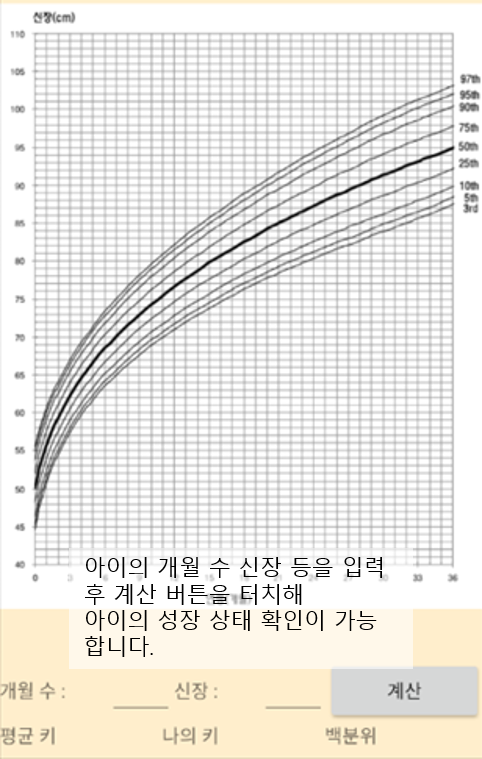 신장(cm)
110
105
100
95
90
85
80
75
70
65
60
55
50
45
40
97th
95th
90th
75th
50th
25th
10th
5th
3rd
0 3 33 36
아이의 개월 수 신장 등을 입력
후 계산 버튼을 터치해
아이의 성장 상태 확인이 가능
합니다.
개월 수 : 신장 : 계산
평균 키 나의 키 백분위